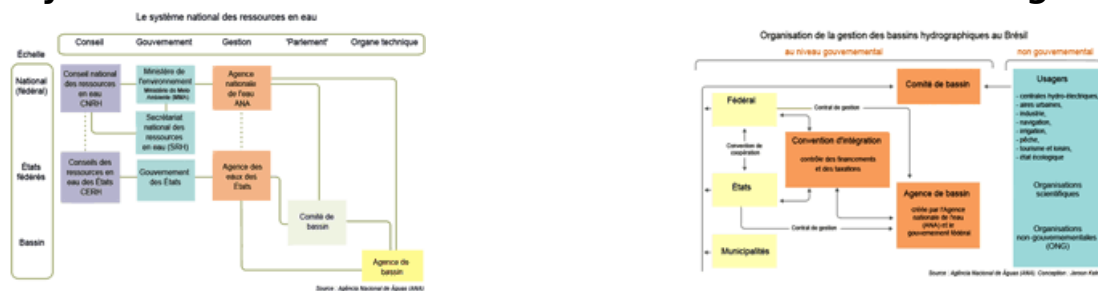 Le système national des ressources en eau
Conseil
Gouvernement
Gestion
'Parlement'
Organe technique
Échelle
National
(fédéral)
Conseil national
des ressources
en eau
CNRH
Ministère de
l'environnement
Ministério de Meio
Ambiente (MMA)
Agence
nationale
de l'eau
ANA
Secrétariat
national des
ressources
en eau (SRH)
États
fédérés
Conseils des
ressources en
eau des États
CERH
Gouvernement
des États
Agence des
eaux des
États
Comité de
bassin
Bassin
Agence de
bassin
Source : Agência Nacional de Águas (ANA)
Organisation de la gestion des bassins hydrographiques au Brésil
au niveau gouvernemental
non gouvernemental
Comité de bassin
Usagers
- centrales hydro-électriques,
- aires urbaines,
- industrie,
- navigation,
- irrigation,
- pêche,
- tourisme et loisirs,
- état écologique
Fédéral
Contrat de gestion
Convention de
coopération
Convention d'intégration
contrôle des financements
et des taxations
États
Agence de bassin
créée par l'Agence
nationale de l'eau
(ANA) et le
gouvernement fédéral
Contrat de gestion
Organisations
scientifiques
Municipalités
Organisations
non-gouvernementales
(ONG)
Source : Agência Nacional de Águas (ANA). Conception : Jerson